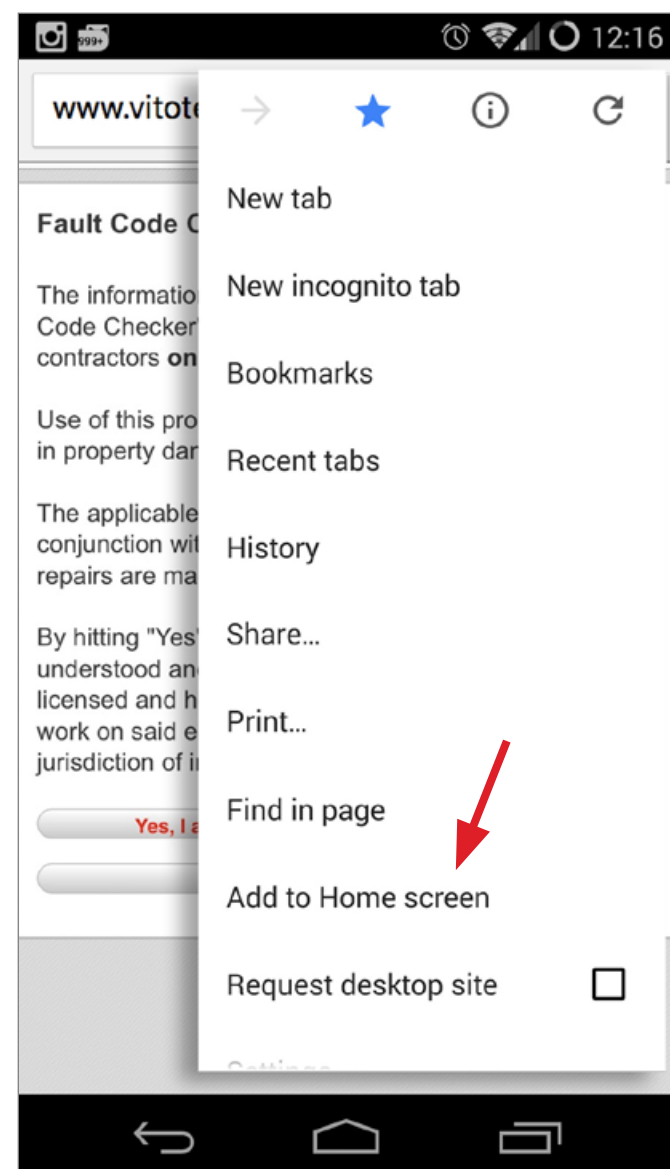 999+
12:16
www.vitote
Fault Code C
The informatio
Code Checker'
contractors on
Use of this pro
in property dar
The applicable
conjunction wit
repairs are ma
By hitting "Yes"
understood an
licensed and h
work on said e
jurisdiction of i
Yes, I a
New tab
New incognito tab
Bookmarks
Recent tabs
History
Share...
Print...
Find in page
Add to Home screen
Request desktop site
Settings